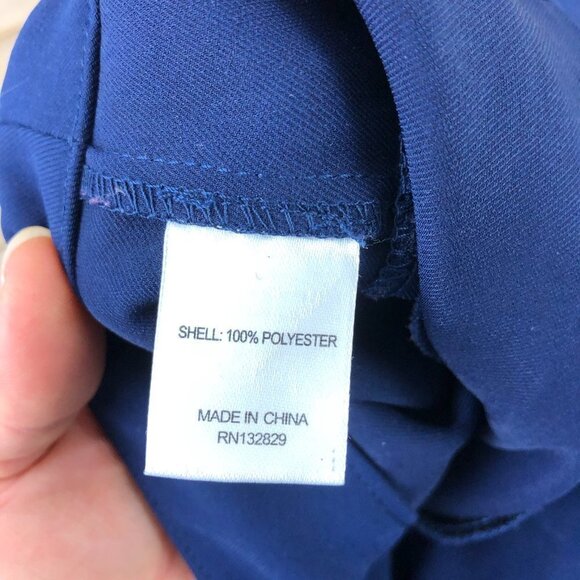 SHELL: 100% POLYESTER
MADE IN CHINA
RN132829